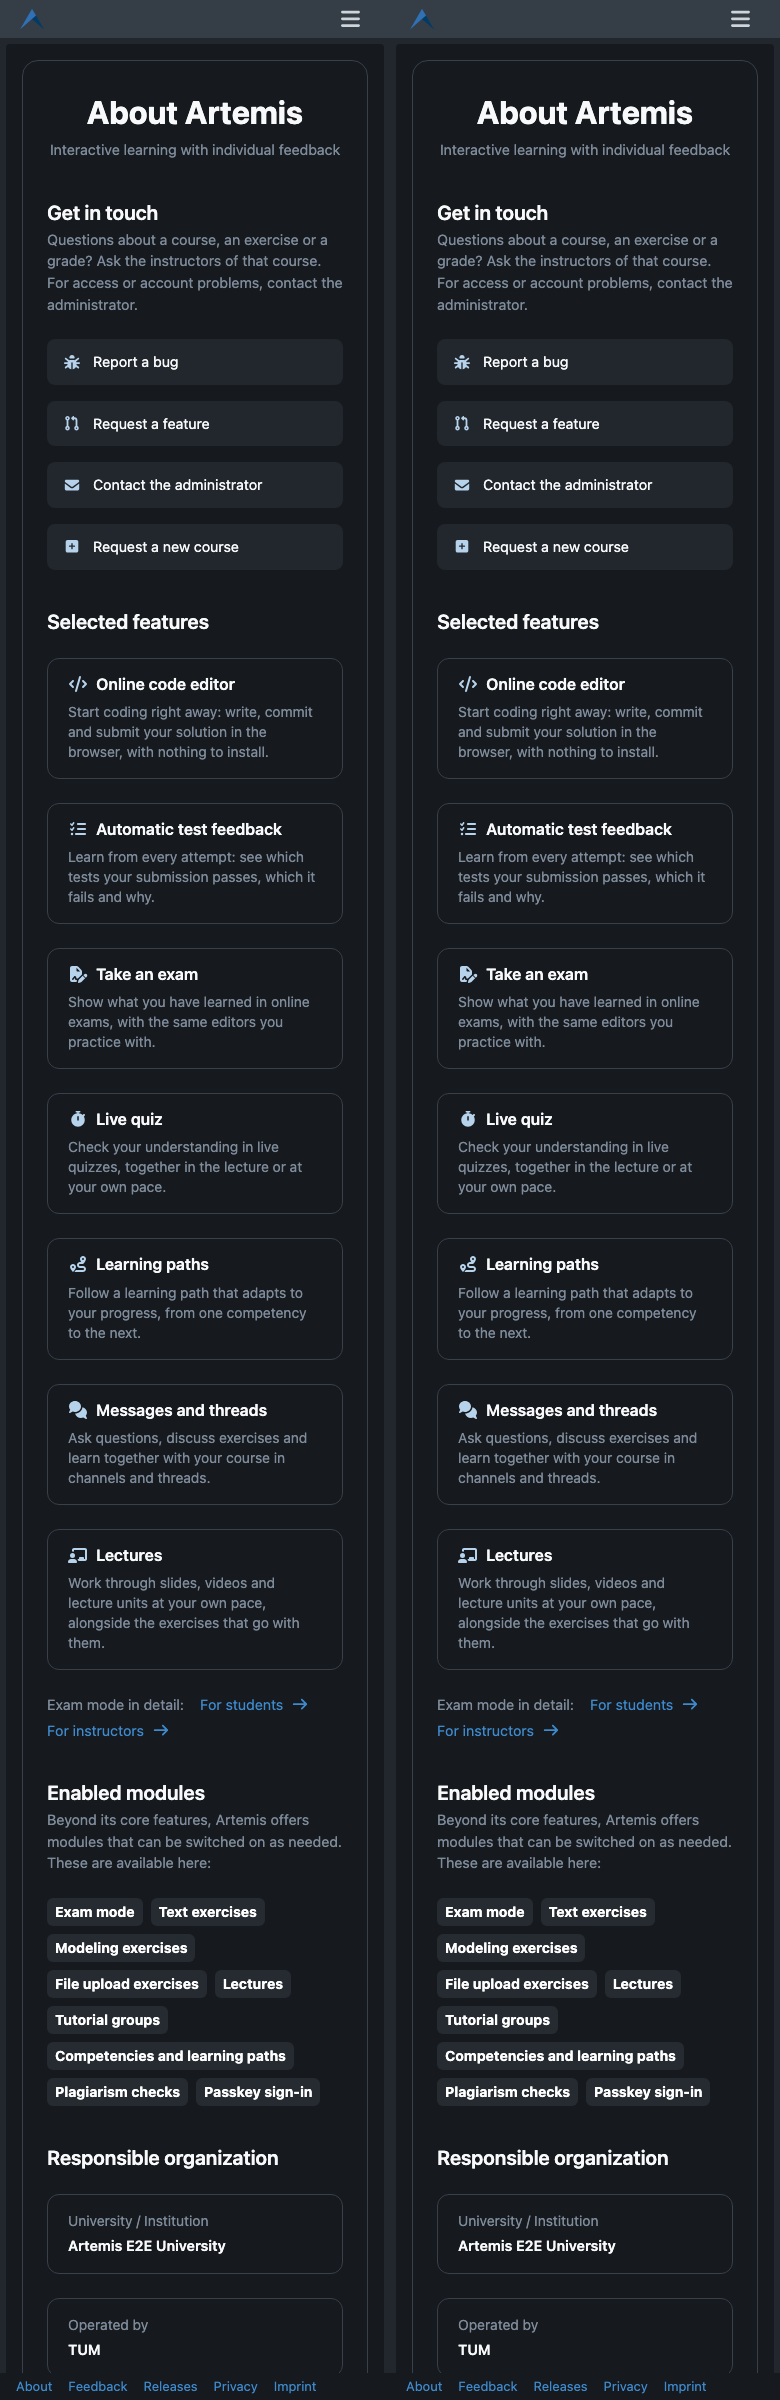 About Artemis
Interactive learning with individual feedback
Get in touch
Questions about a course, an exercise or a
grade? Ask the instructors of that course.
For access or account problems, contact the
administrator.
Report a bug
Request a feature
Contact the administrator
Request a new course
Selected features
Online code editor
Start coding right away: write, commit
and submit your solution in the
browser, with nothing to install.
Automatic test feedback
Learn from every attempt: see which
tests your submission passes, which it
fails and why.
Take an exam
Show what you have learned in online
exams, with the same editors you
practice with.
Live quiz
Check your understanding in live
quizzes, together in the lecture or at
your own pace.
Learning paths
Follow a learning path that adapts to
your progress, from one competency
to the next.
Messages and threads
Ask questions, discuss exercises and
learn together with your course in
channels and threads.
Lectures
Work through slides, videos and
lecture units at your own pace,
alongside the exercises that go with
them.
Exam mode in detail: For students
For instructors
Enabled modules
Beyond its core features, Artemis offers
modules that can be switched on as needed.
These are available here:
Exam mode Text exercises
Modeling exercises
File upload exercises Lectures
Tutorial groups
Competencies and learning paths
Plagiarism checks Passkey sign-in
Responsible organization
University / Institution
Artemis E2E University
Operated by
TUM
About Feedback Releases Privacy Imprint
About Artemis
Interactive learning with individual feedback
Get in touch
Questions about a course, an exercise or a
grade? Ask the instructors of that course.
For access or account problems, contact the
administrator.
Report a bug
Request a feature
Contact the administrator
Request a new course
Selected features
Online code editor
Start coding right away: write, commit
and submit your solution in the
browser, with nothing to install.
Automatic test feedback
Learn from every attempt: see which
tests your submission passes, which it
fails and why.
Take an exam
Show what you have learned in online
exams, with the same editors you
practice with.
Live quiz
Check your understanding in live
quizzes, together in the lecture or at
your own pace.
Learning paths
Follow a learning path that adapts to
your progress, from one competency
to the next.
Messages and threads
Ask questions, discuss exercises and
learn together with your course in
channels and threads.
Lectures
Work through slides, videos and
lecture units at your own pace,
alongside the exercises that go with
them.
Exam mode in detail: For students
For instructors
Enabled modules
Beyond its core features, Artemis offers
modules that can be switched on as needed.
These are available here:
Exam mode Text exercises
Modeling exercises
File upload exercises Lectures
Tutorial groups
Competencies and learning paths
Plagiarism checks Passkey sign-in
Responsible organization
University / Institution
Artemis E2E University
Operated by
TUM
About Feedback Releases Privacy Imprint